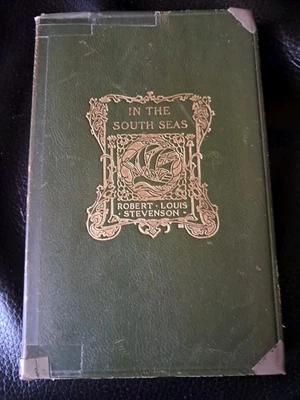 IN THE
SOUTH SEAS
ROBERT · LOUIS
· STEVENSON ·